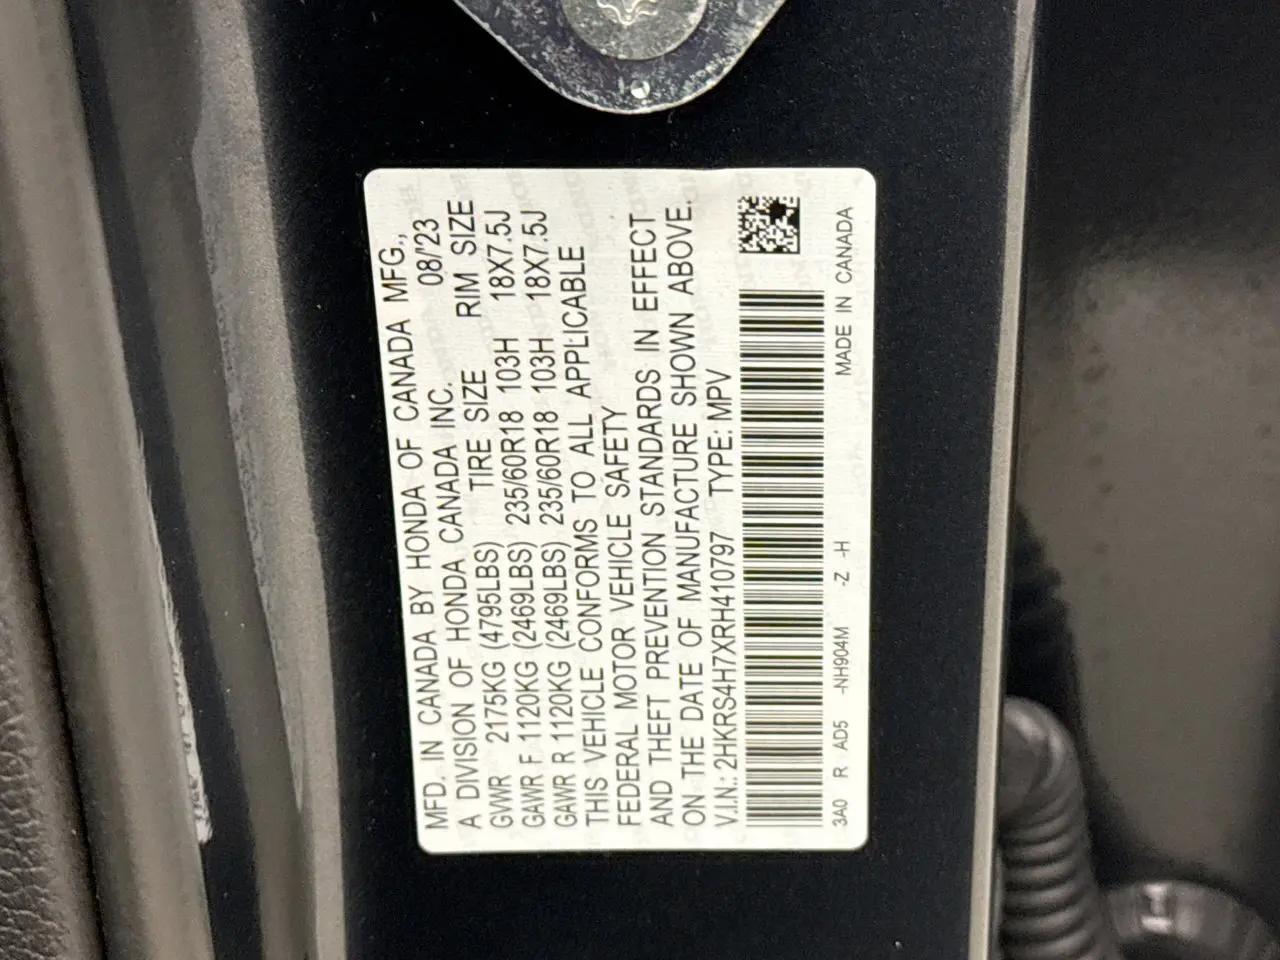 MFD. IN CANADA BY HONDA OF CANADA MFG.,
A DIVISION OF HONDA CANADA INC. 08/'23
TIRE SIZE RIM SIZE
GVWR 2175KG (4795LBS)
GAWR F 1120KG (2469LBS) 235/60R18 103H 18X7.5J
GAWR R 1120KG (2469LBS) 235/60R18 103H 18X7.5J
THIS VEHICLE CONFORMS TO ALL APPLICABLE
FEDERAL MOTOR VEHICLE SAFETY
AND THEFT PREVENTION STANDARDS IN EFFECT
ON THE DATE OF MANUFACTURE SHOWN ABOVE.
V.I.N.: 2HKRS4H7XRH410797 TYPE: MPV
3A0 R AD5 -NH904M -Z -H MADE IN CANADA